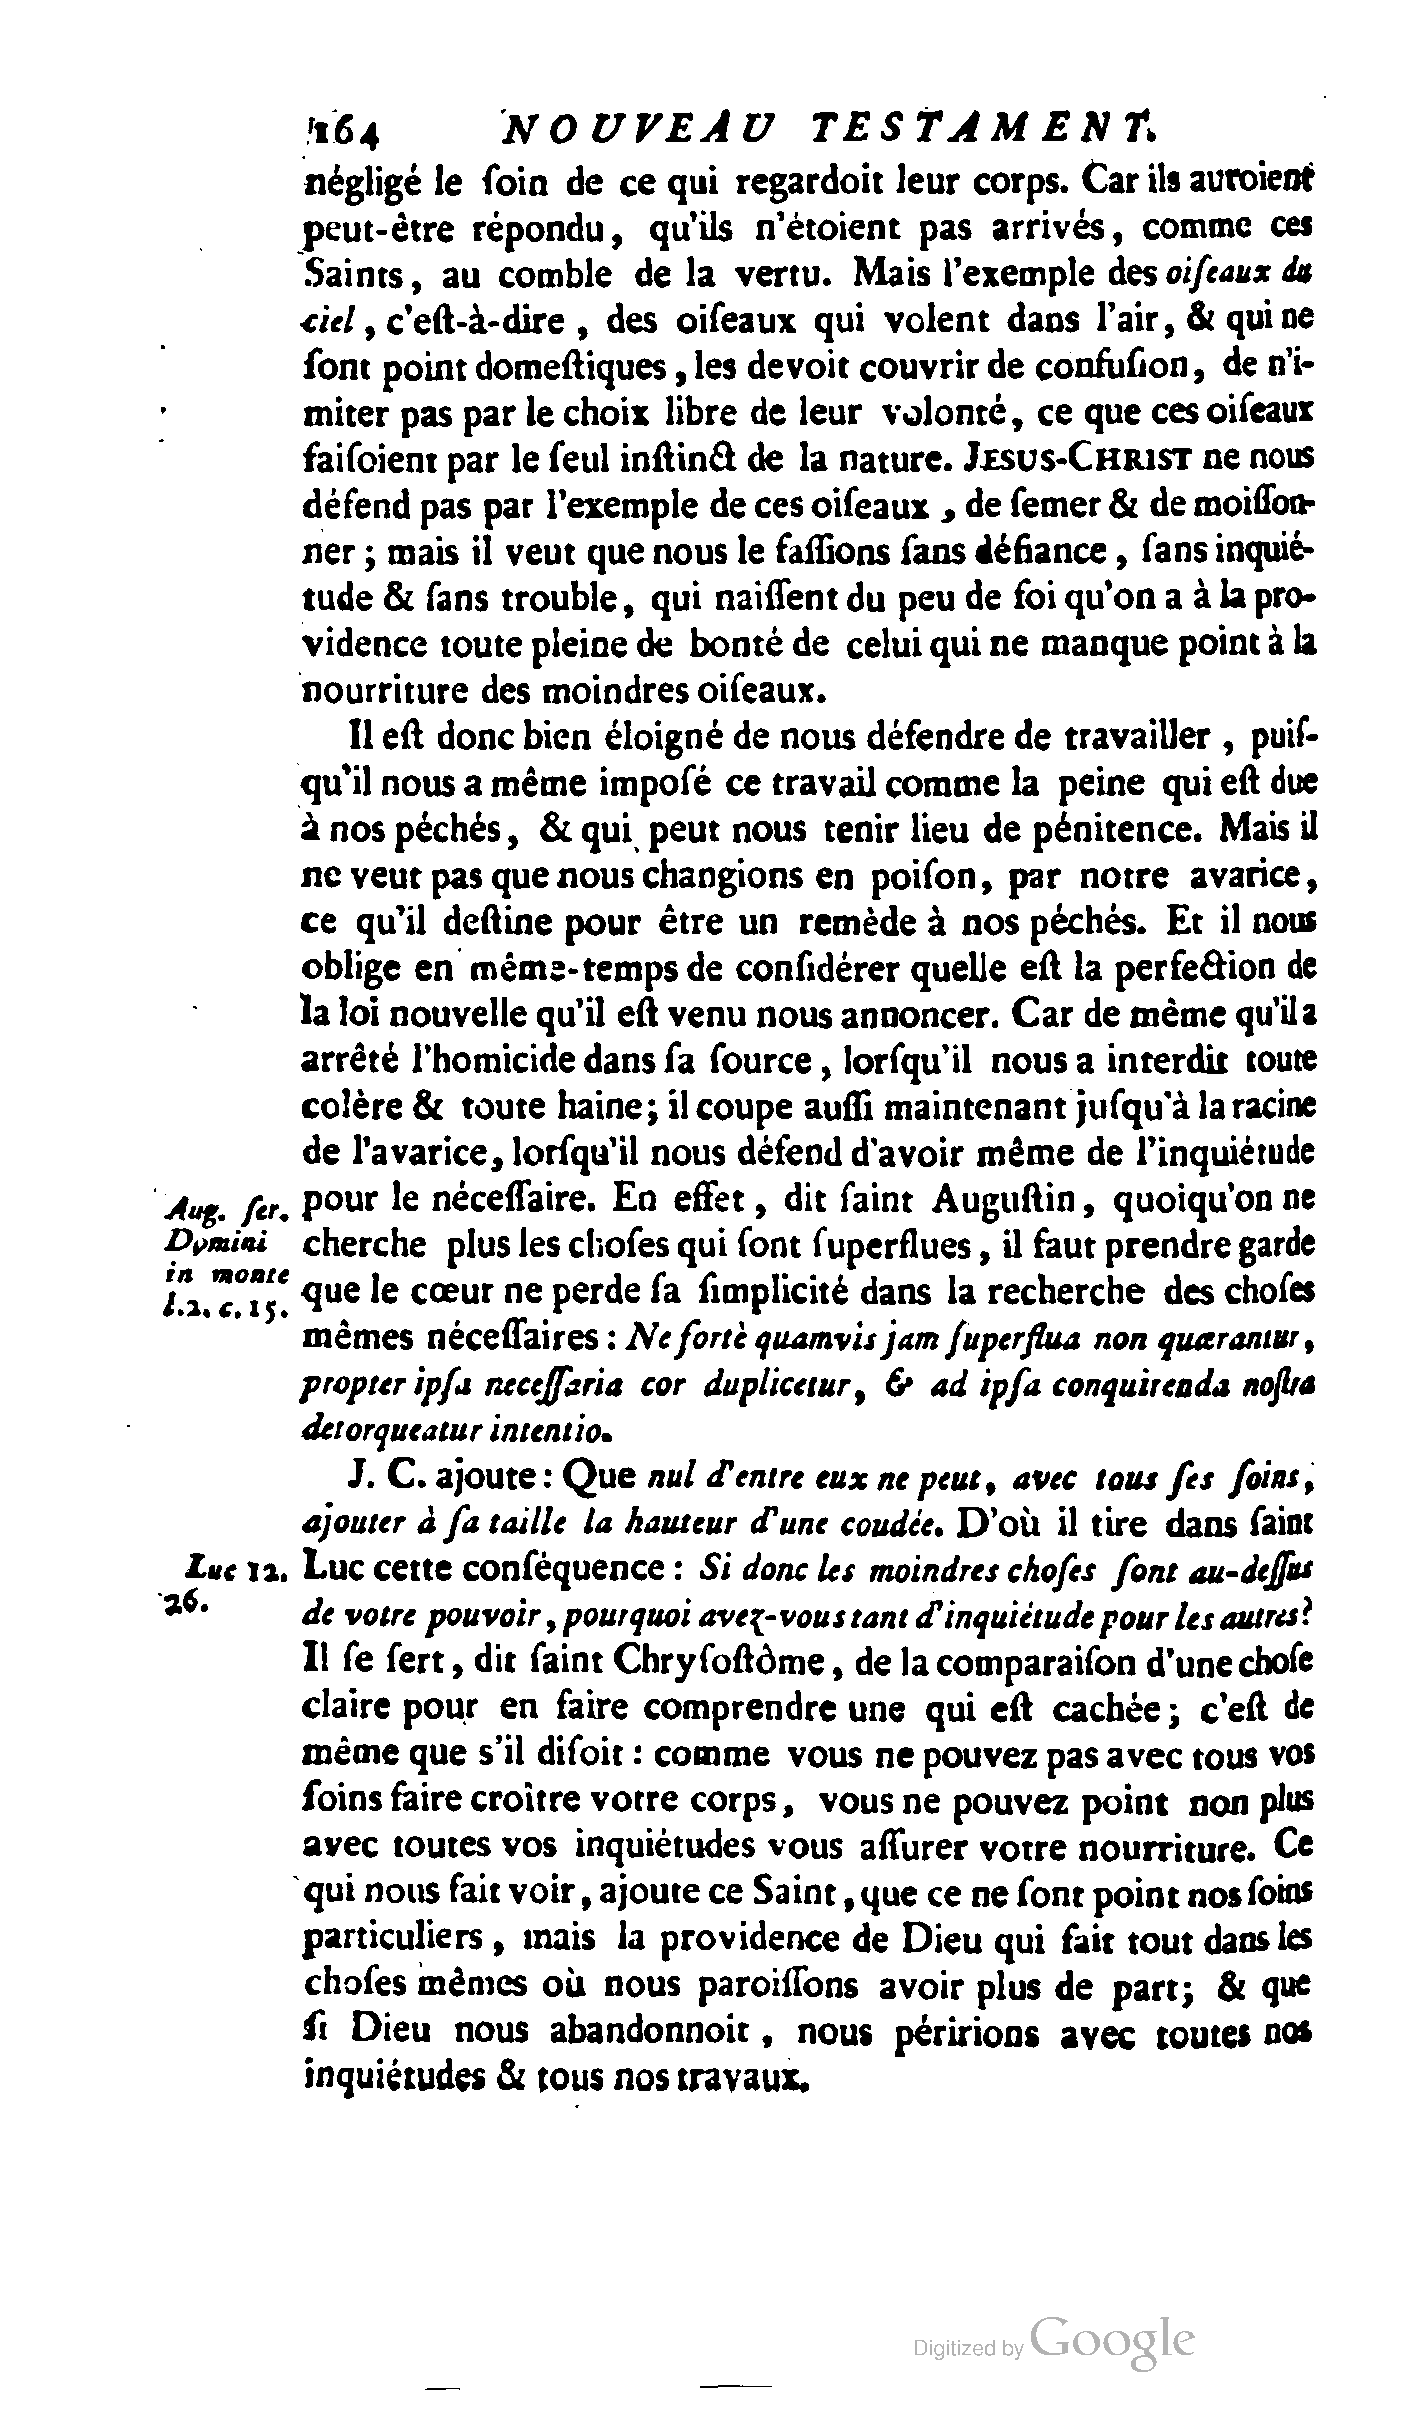 164 NOUVEAU TESTAMENT.
négligé le ſoin de ce qui regardoit leur corps. Car ils auroient
peut-être répondu, qu'ils n'étoient pas arrivés, comme ces
Saints, au comble de la vertu. Mais l'exemple des oiſeaux du
ciel, c'eſt-à-dire, des oiſeaux qui volent dans l'air, & qui ne
ſont point domeſtiques, les devoit couvrir de confuſion, de n'i-
miter pas par le choix libre de leur volonté, ce que ces oiſeaux
faiſoient par le ſeul inſtinct de la nature. JESUS-CHRIST ne nous
défend pas par l'exemple de ces oiſeaux, de ſemer & de moiſſon-
ner; mais il veut que nous le faſſions ſans défiance, ſans inquié-
tude & ſans trouble, qui naiſſent du peu de foi qu'on a à la pro-
vidence toute pleine de bonté de celui qui ne manque point à la
nourriture des moindres oiſeaux.
Il eſt donc bien éloigné de nous défendre de travailler, puiſ-
qu'il nous a même impoſé ce travail comme la peine qui eſt due
à nos péchés, & qui peut nous tenir lieu de pénitence. Mais il
ne veut pas que nous changions en poiſon, par notre avarice,
ce qu'il deſtine pour être un remède à nos péchés. Et il nous
oblige en même-temps de conſidérer quelle eſt la perfection de
la loi nouvelle qu'il eſt venu nous annoncer. Car de même qu'il a
arrêté l'homicide dans ſa ſource, lorſqu'il nous a interdit toute
colère & toute haine; il coupe auſſi maintenant juſqu'à la racine
de l'avarice, lorſqu'il nous défend d'avoir même de l'inquiétude
pour le néceſſaire. En effet, dit ſaint Auguſtin, quoiqu'on ne
cherche plus les choſes qui ſont ſuperflues, il faut prendre garde
que le cœur ne perde ſa ſimplicité dans la recherche des choſes
mêmes néceſſaires : Ne fortè quamvis jam ſuperflua non quærantur,
propter ipſa neceſſaria cor duplicetur, & ad ipſa conquirenda noſtra
detorqueatur intentio.
Aug. ſer.
Domini
in monte
l.2. c. 15.
J. C. ajoute : Que nul d'entre eux ne peut, avec tous ſes ſoins,
ajouter à ſa taille la hauteur d'une coudée. D'où il tire dans ſaint
Luc cette conſéquence : Si donc les moindres choſes ſont au-deſſus
de votre pouvoir, pourquoi avez-vous tant d'inquiétude pour les autres?
Luc 12.
26.
Il ſe ſert, dit ſaint Chryſoſtôme, de la comparaiſon d'une choſe
claire pour en faire comprendre une qui eſt cachée; c'eſt de
même que s'il diſoit : comme vous ne pouvez pas avec tous vos
ſoins faire croître votre corps, vous ne pouvez point non plus
avec toutes vos inquiétudes vous aſſurer votre nourriture. Ce
qui nous fait voir, ajoute ce Saint, que ce ne ſont point nos ſoins
particuliers, mais la providence de Dieu qui fait tout dans les
choſes mêmes où nous paroiſſons avoir plus de part; & que
ſi Dieu nous abandonnoit, nous péririons avec toutes nos
inquiétudes & tous nos travaux.
Digitized by Google